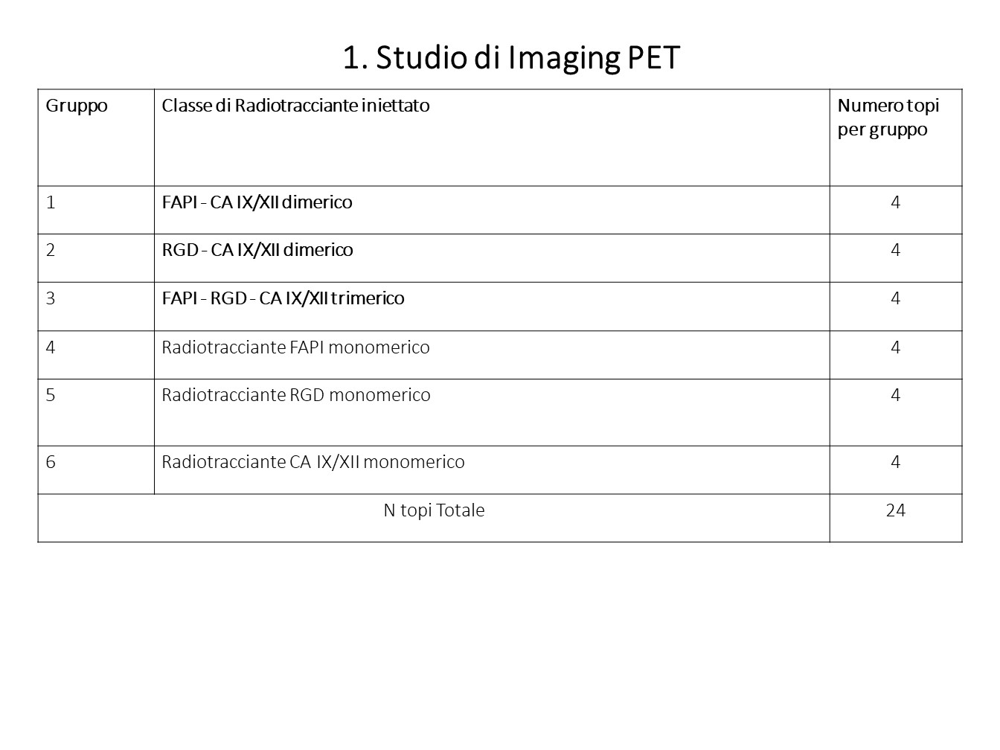 1. Studio di Imaging PET
Gruppo Classe di Radiotracciante iniettato Numero topi
per gruppo
1 FAPI - CA IX/XII dimerico 4
2 RGD - CA IX/XII dimerico 4
3 FAPI - RGD - CA IX/XII trimerico 4
4 Radiotracciante FAPI monomerico 4
5 Radiotracciante RGD monomerico 4
6 Radiotracciante CA IX/XII monomerico 4
N topi Totale 24